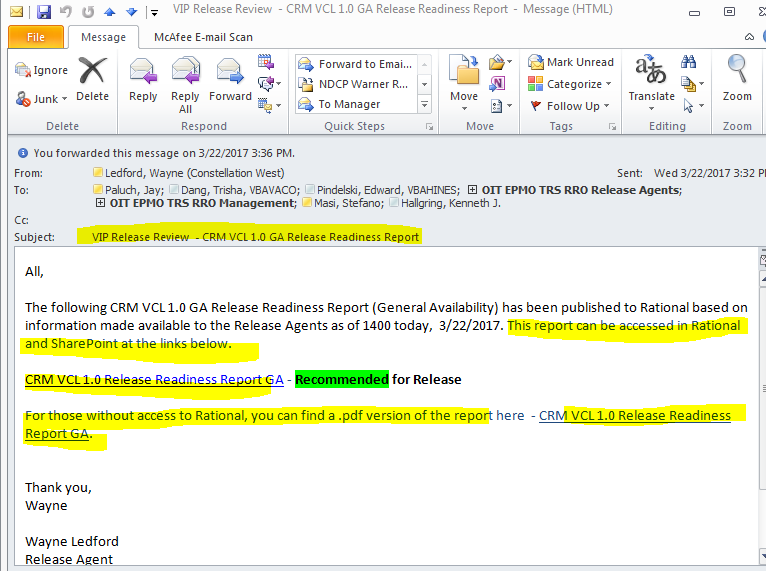 VIP Release Review - CRM VCL 1.0 GA Release Readiness Report - Message (HTML)
File Message McAfee E-mail Scan
Ignore
Junk
Delete
Reply
Reply All
Forward
Forward to Emai...
NDCP Warner R...
To Manager
Move
Mark Unread
Categorize
Follow Up
Translate
Zoom
Delete Respond Quick Steps Move Tags Editing Zoom
You forwarded this message on 3/22/2017 3:36 PM.
From: Ledford, Wayne (Constellation West) Sent: Wed 3/22/2017 3:32 P
To: Paluch, Jay; Dang, Trisha, VBAVACO; Pindelski, Edward, VBAHINES; OIT EPMO TRS RRO Release Agents;
OIT EPMO TRS RRO Management; Masi, Stefano; Hallgring, Kenneth J.
Cc:
Subject: VIP Release Review - CRM VCL 1.0 GA Release Readiness Report
All,
The following CRM VCL 1.0 GA Release Readiness Report (General Availability) has been published to Rational based on
information made available to the Release Agents as of 1400 today, 3/22/2017. This report can be accessed in Rational
and SharePoint at the links below.
CRM VCL 1.0 Release Readiness Report GA - Recommended for Release
For those without access to Rational, you can find a .pdf version of the report here - CRM VCL 1.0 Release Readiness
Report GA.
Thank you,
Wayne
Wayne Ledford
Release Agent